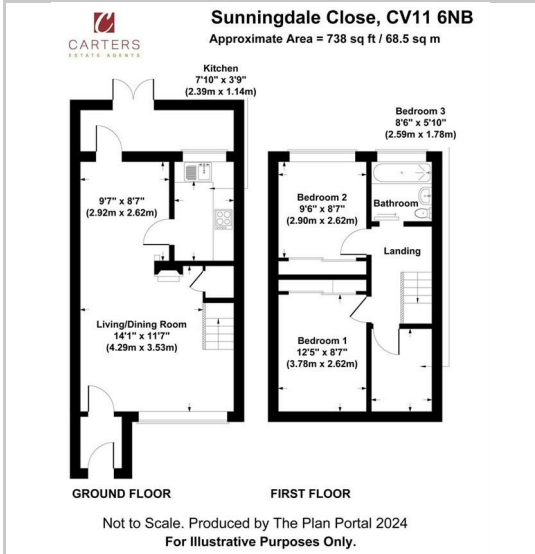 Sunningdale Close, CV11 6NB
CARTERS
ESTATE AGENTS
Approximate Area = 738 sq ft / 68.5 sq m
Kitchen
7'10" x 3'9"
(2.39m x 1.14m)
Bedroom 3
8'6" x 5'10"
(2.59m x 1.78m)
9'7" x 8'7"
(2.92m x 2.62m)
Bedroom 2
9'6" x 8'7"
(2.90m x 2.62m)
Bathroom
Landing
Living/Dining Room
14'1" x 11'7"
(4.29m x 3.53m)
Bedroom 1
12'5" x 8'7"
(3.78m x 2.62m)
GROUND FLOOR
FIRST FLOOR
Not to Scale. Produced by The Plan Portal 2024
For Illustrative Purposes Only.